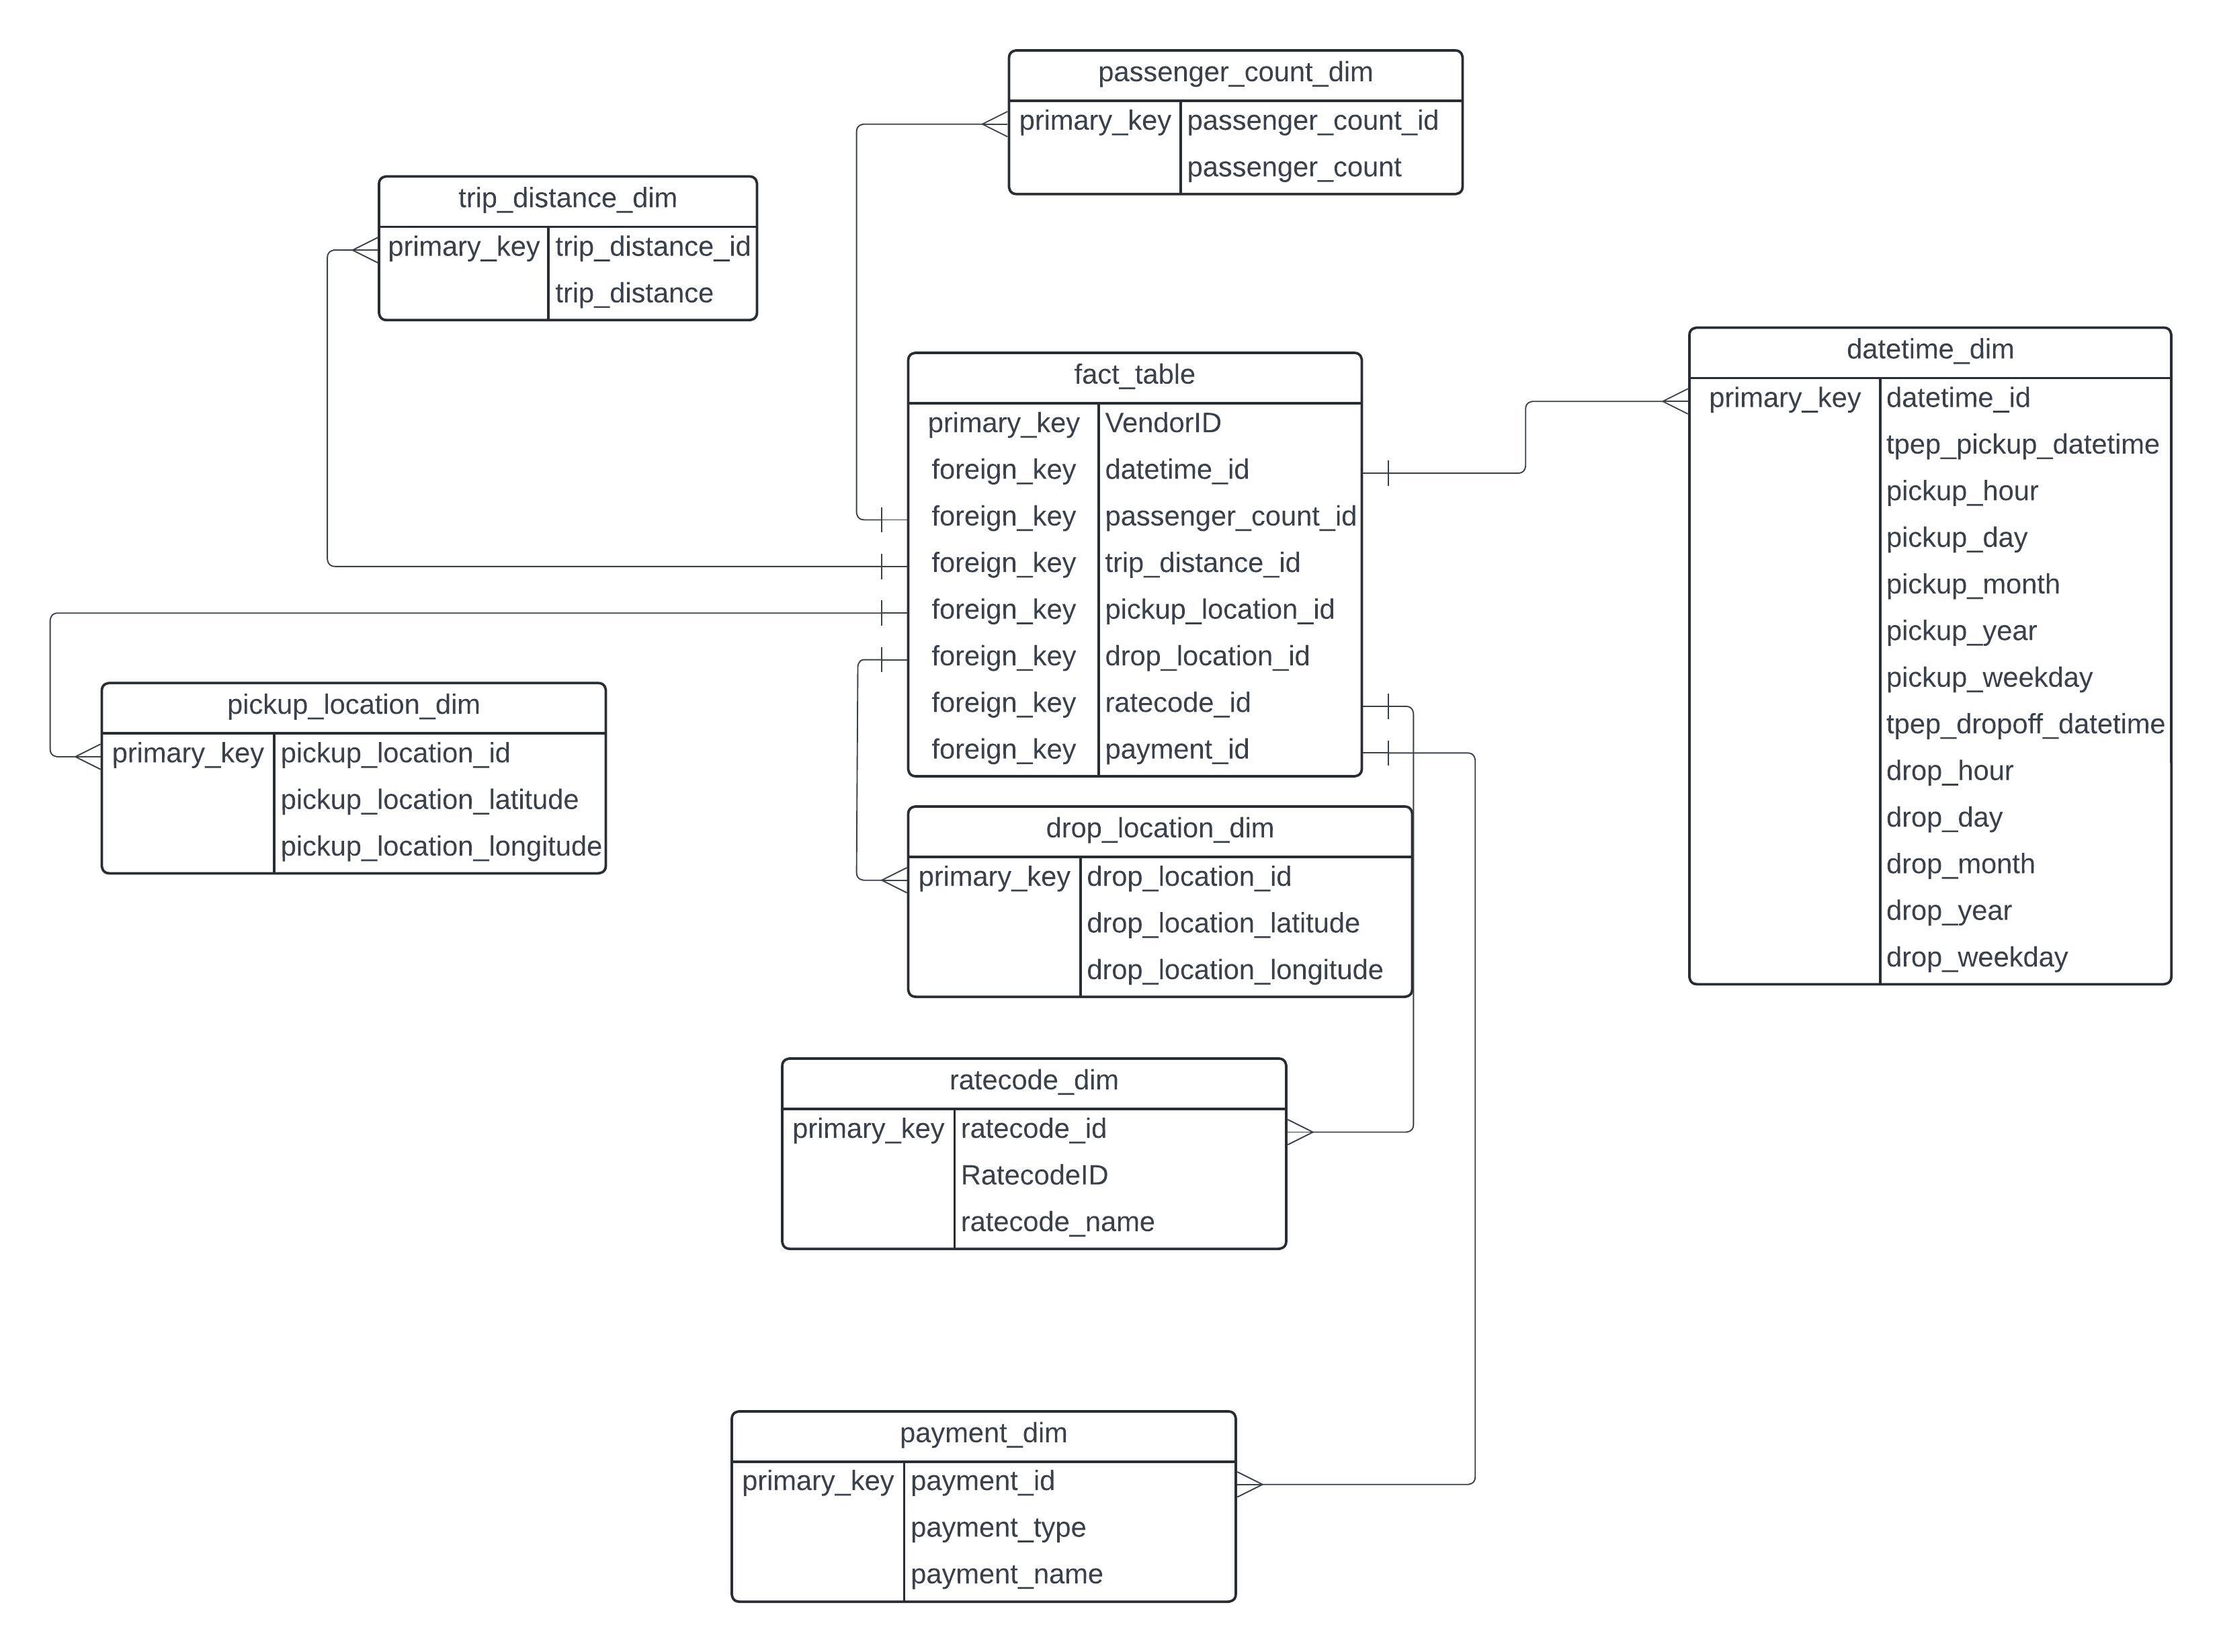 passenger_count_dim
primary_key passenger_count_id
passenger_count
trip_distance_dim
primary_key trip_distance_id
trip_distance
fact_table
primary_key VendorID
foreign_key datetime_id
foreign_key passenger_count_id
foreign_key trip_distance_id
foreign_key pickup_location_id
foreign_key drop_location_id
foreign_key ratecode_id
foreign_key payment_id
datetime_dim
primary_key datetime_id
tpep_pickup_datetime
pickup_hour
pickup_day
pickup_month
pickup_year
pickup_weekday
tpep_dropoff_datetime
drop_hour
drop_day
drop_month
drop_year
drop_weekday
pickup_location_dim
primary_key pickup_location_id
pickup_location_latitude
pickup_location_longitude
drop_location_dim
primary_key drop_location_id
drop_location_latitude
drop_location_longitude
ratecode_dim
primary_key ratecode_id
RatecodeID
ratecode_name
payment_dim
primary_key payment_id
payment_type
payment_name